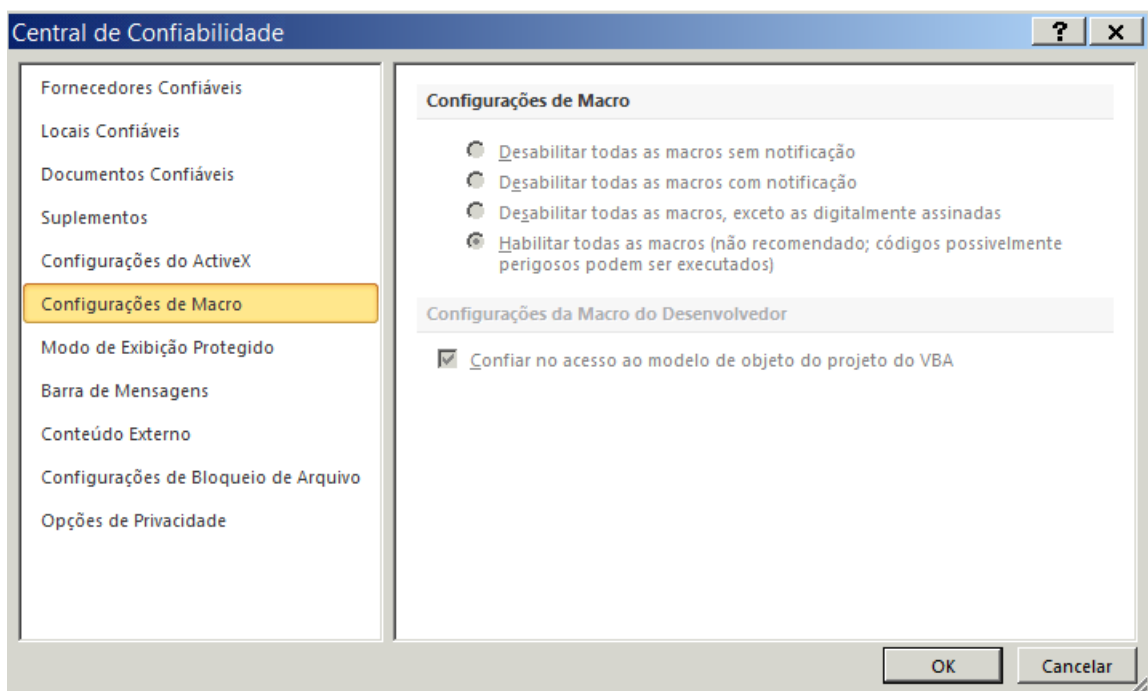 Central de Confiabilidade
Fornecedores Confiáveis
Locais Confiáveis
Documentos Confiáveis
Suplementos
Configurações do ActiveX
Configurações de Macro
Modo de Exibição Protegido
Barra de Mensagens
Conteúdo Externo
Configurações de Bloqueio de Arquivo
Opções de Privacidade
Configurações de Macro
Desabilitar todas as macros sem notificação
Desabilitar todas as macros com notificação
Desabilitar todas as macros, exceto as digitalmente assinadas
Habilitar todas as macros (não recomendado; códigos possivelmente
perigosos podem ser executados)
Configurações da Macro do Desenvolvedor
Confiar no acesso ao modelo de objeto do projeto do VBA
OK
Cancelar